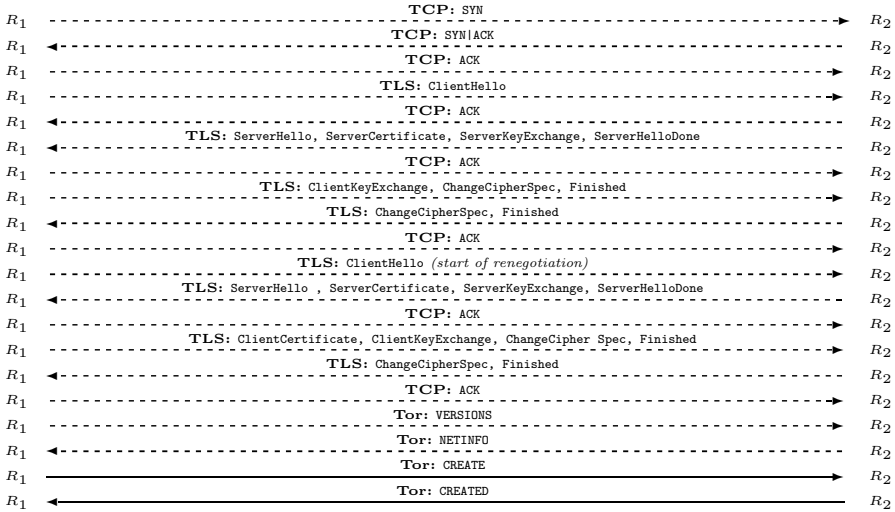 TCP: SYN
R1 R2
TCP: SYN|ACK
R1 R2
TCP: ACK
R1 R2
TLS: ClientHello
R1 R2
TCP: ACK
R1 R2
TLS: ServerHello, ServerCertificate, ServerKeyExchange, ServerHelloDone
R1 R2
TCP: ACK
R1 R2
TLS: ClientKeyExchange, ChangeCipherSpec, Finished
R1 R2
TLS: ChangeCipherSpec, Finished
R1 R2
TCP: ACK
R1 R2
TLS: ClientHello (start of renegotiation)
R1 R2
TLS: ServerHello , ServerCertificate, ServerKeyExchange, ServerHelloDone
R1 R2
TCP: ACK
R1 R2
TLS: ClientCertificate, ClientKeyExchange, ChangeCipher Spec, Finished
R1 R2
TLS: ChangeCipherSpec, Finished
R1 R2
TCP: ACK
R1 R2
Tor: VERSIONS
R1 R2
Tor: NETINFO
R1 R2
Tor: CREATE
R1 R2
Tor: CREATED
R1 R2